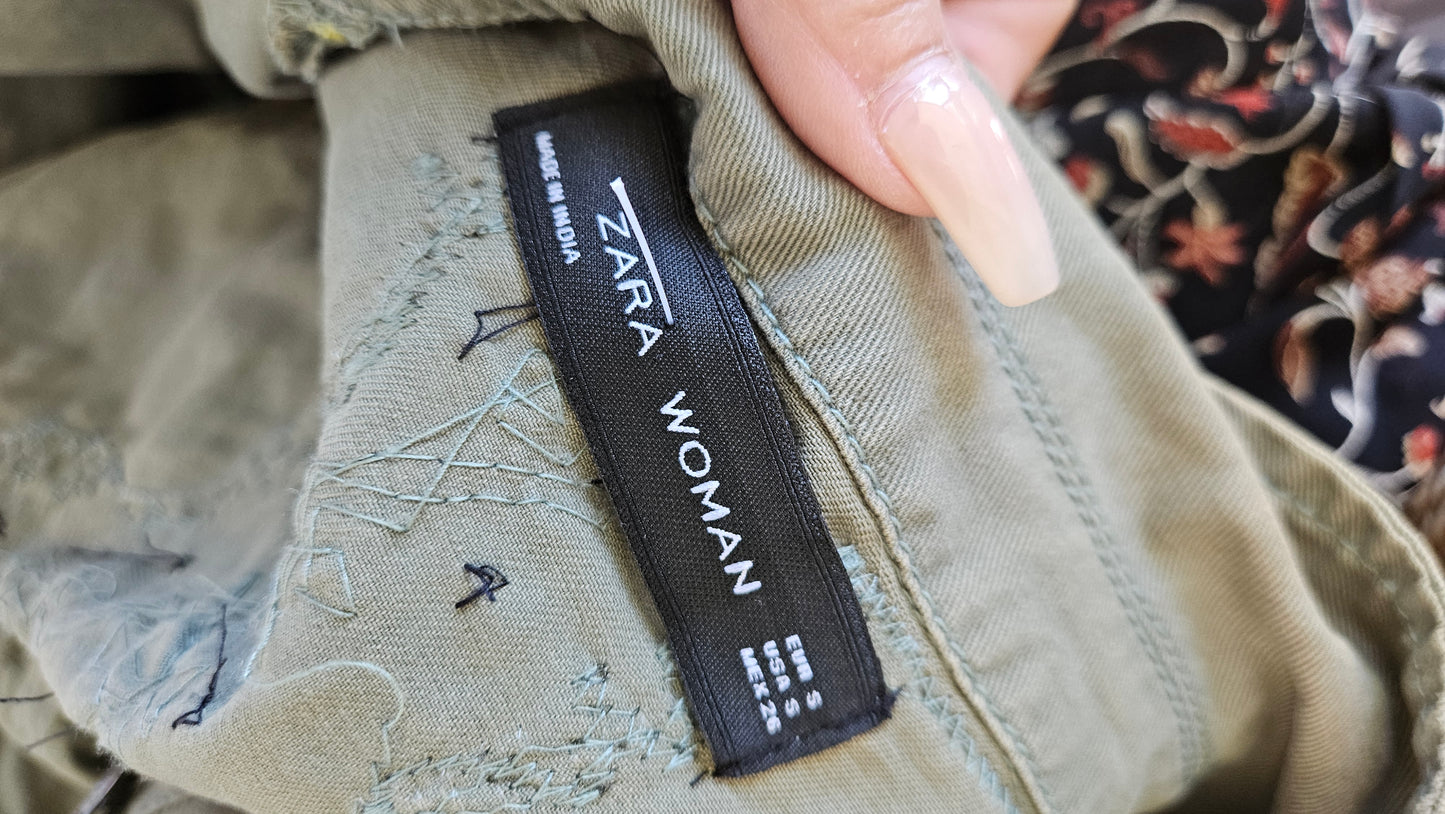 MADE IN INDIA
ZARA WOMAN
EUR S
USA S
MEX 26